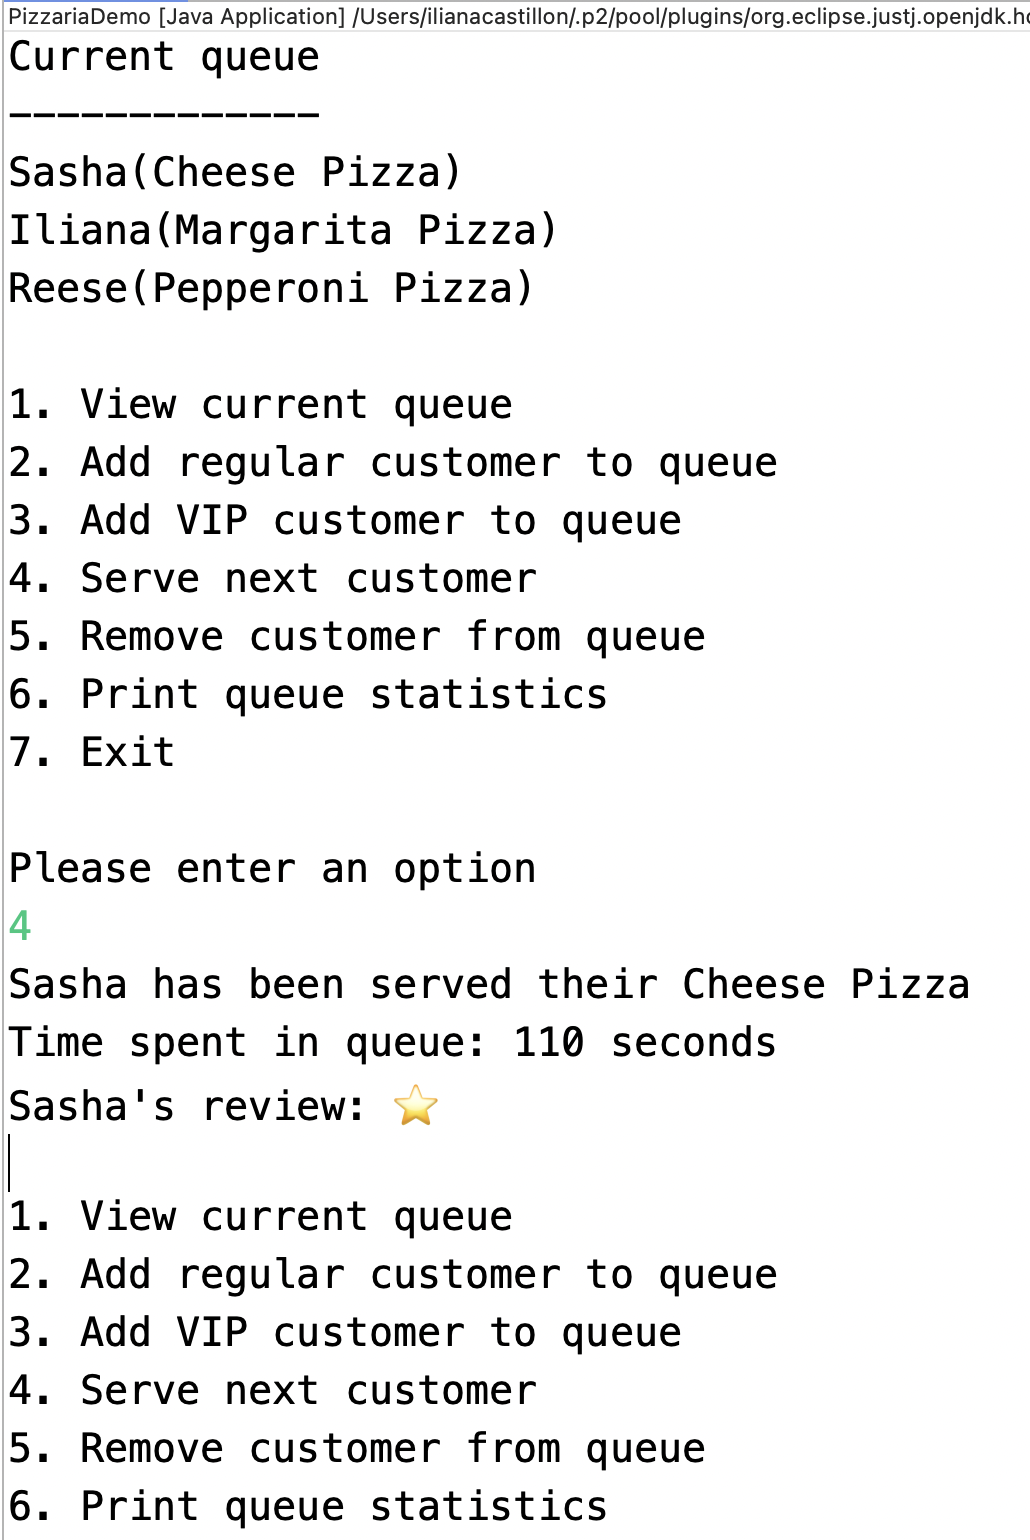 PizzariaDemo [Java Application] /Users/ilianacastillon/.p2/pool/plugins/org.eclipse.justj.openjdk.ho
Current queue
-------------
Sasha(Cheese Pizza)
Iliana(Margarita Pizza)
Reese(Pepperoni Pizza)
1. View current queue
2. Add regular customer to queue
3. Add VIP customer to queue
4. Serve next customer
5. Remove customer from queue
6. Print queue statistics
7. Exit
Please enter an option
4
Sasha has been served their Cheese Pizza
Time spent in queue: 110 seconds
Sasha's review: ⭐
1. View current queue
2. Add regular customer to queue
3. Add VIP customer to queue
4. Serve next customer
5. Remove customer from queue
6. Print queue statistics